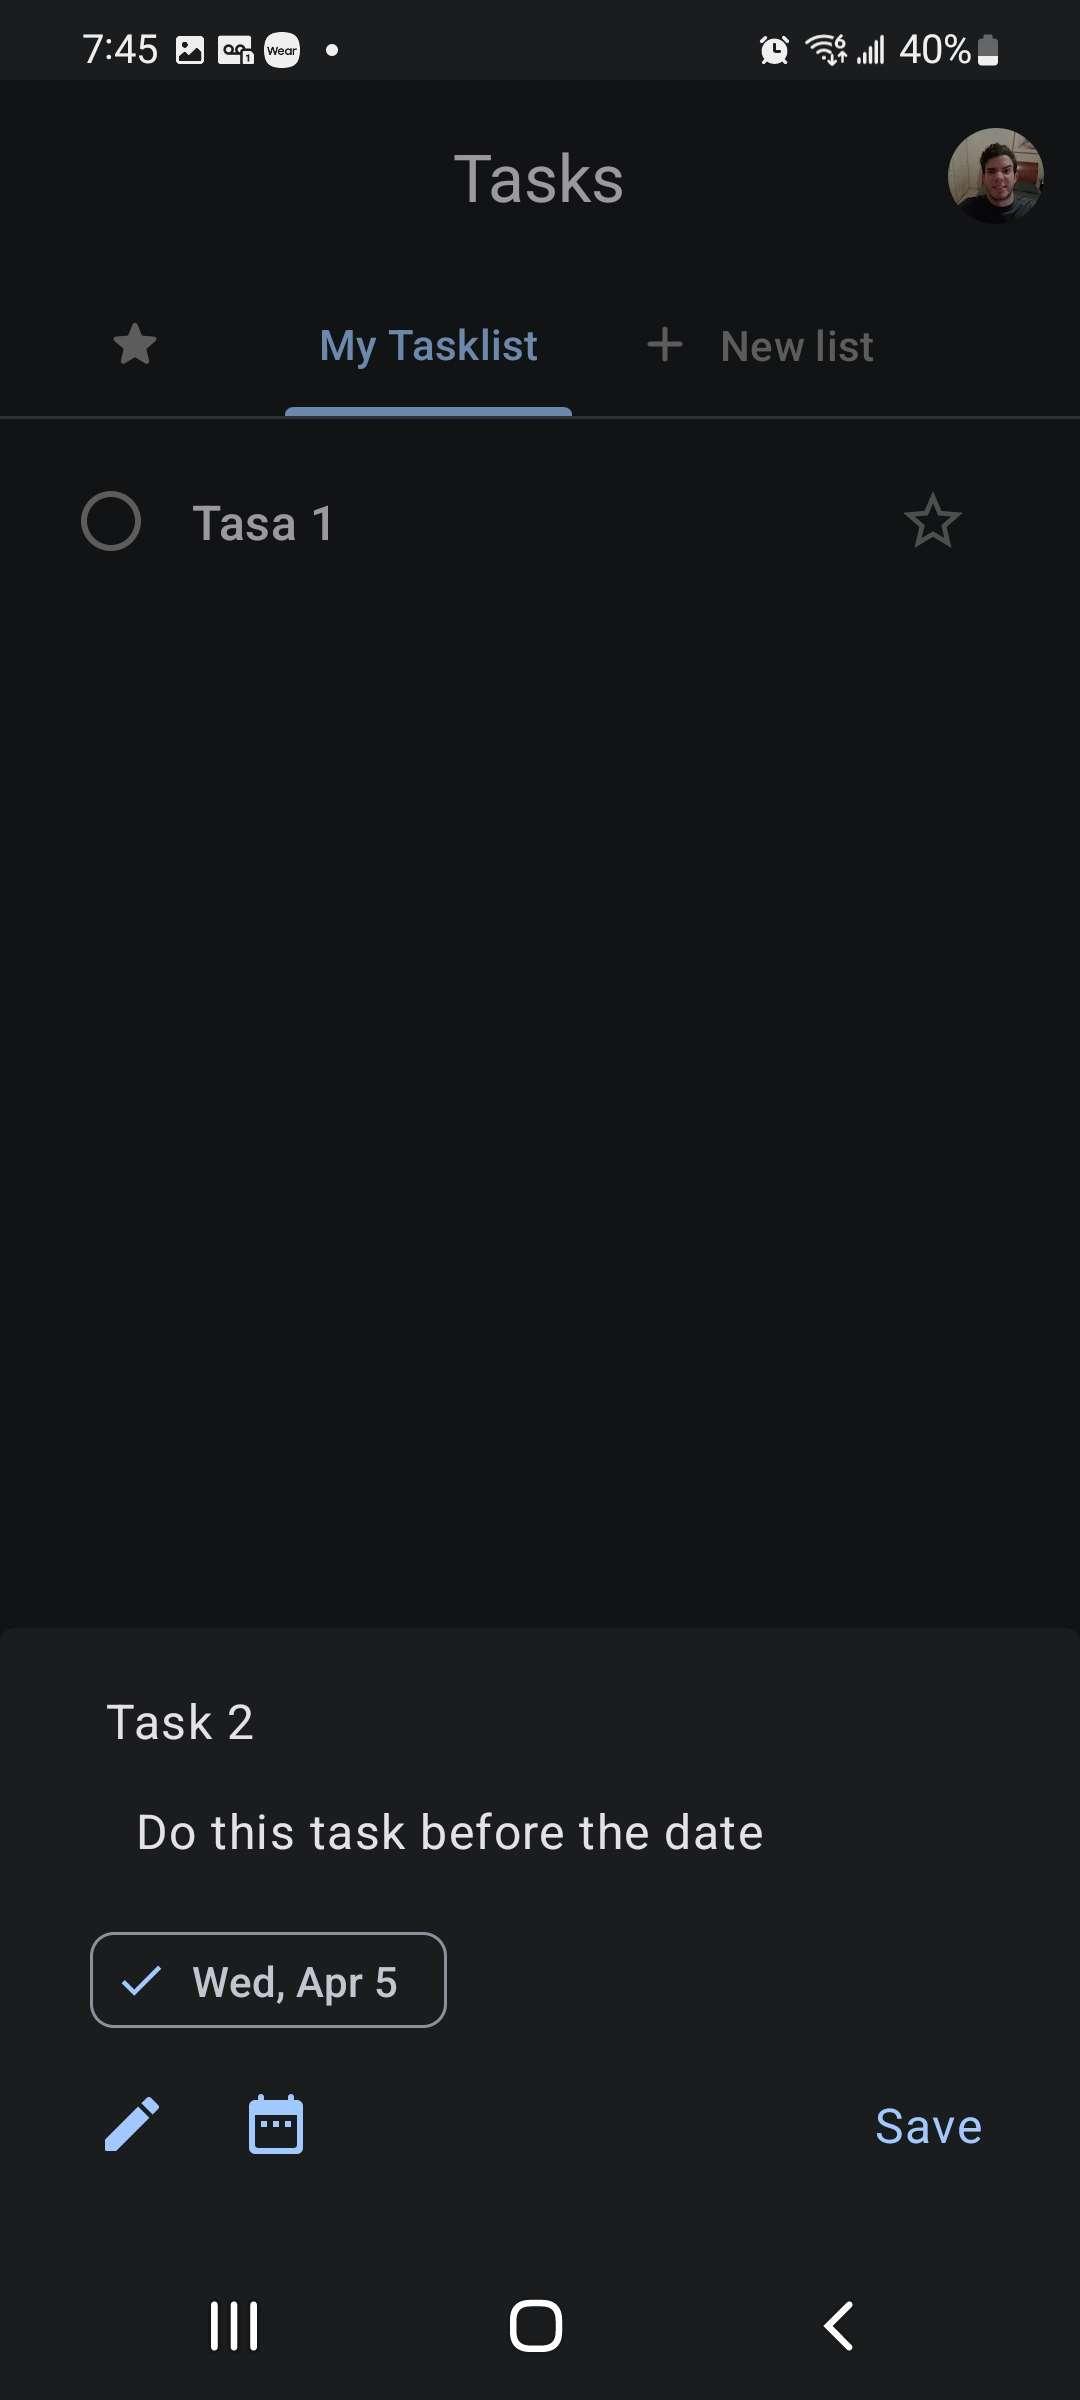 7:45 Wear 6 40%
Tasks
My Tasklist + New list
Tasa 1
Task 2
Do this task before the date
Wed, Apr 5
Save